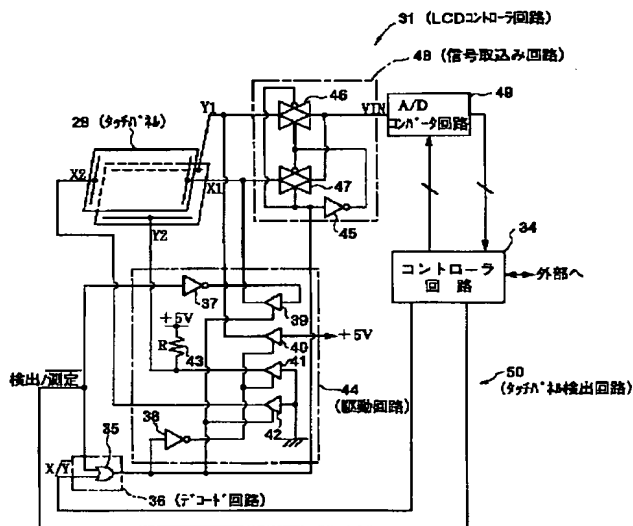 31 (LCDコントローラ回路)
48 (信号取込み回路)
46
Y1
VIN
A/D
コンバータ回路
49
29 (タッチパネル)
X2
X1
47
45
Y2
34
コントローラ
回路
外部へ
37
39
+5V
R
43
40
+5V
41
44
(駆動回路)
50
(タッチパネル検出回路)
検出/測定
38
42
35
X/Y
36 (デコード回路)